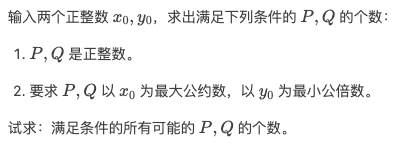 输入两个正整数 x₀, y₀，求出满足下列条件的 P, Q 的个数：
1. P, Q 是正整数。
2. 要求 P, Q 以 x₀ 为最大公约数，以 y₀ 为最小公倍数。
试求：满足条件的所有可能的 P, Q 的个数。